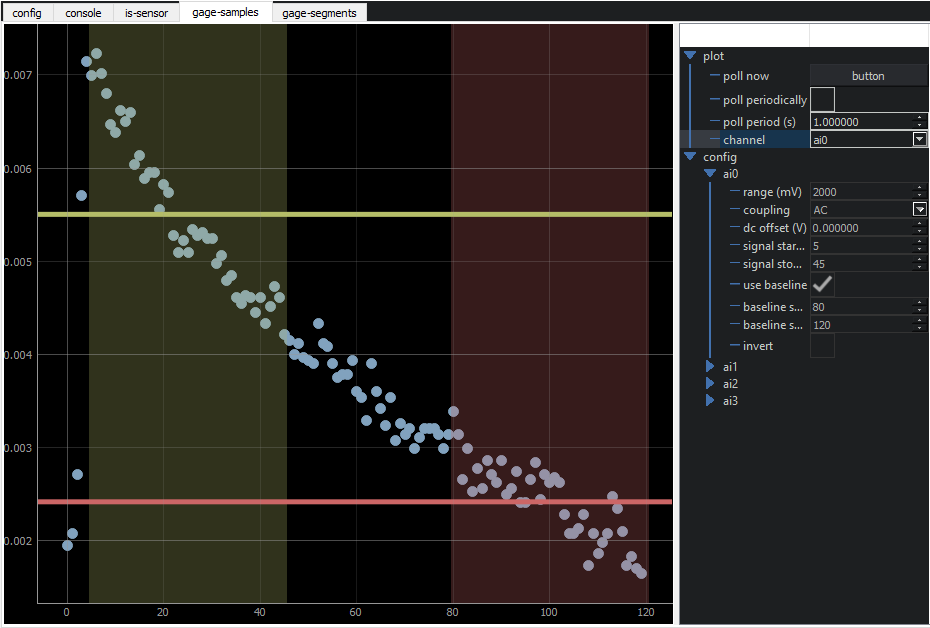 config console is-sensor gage-samples gage-segments
plot
poll now button
poll periodically
poll period (s) 1.000000
channel ai0
config
ai0
range (mV) 2000
coupling AC
dc offset (V) 0.000000
signal star... 5
signal sto... 45
use baseline
baseline s... 80
baseline s... 120
invert
ai1
ai2
ai3
0.007
0.006
0.005
0.004
0.003
0.002
0 20 40 60 80 100 120